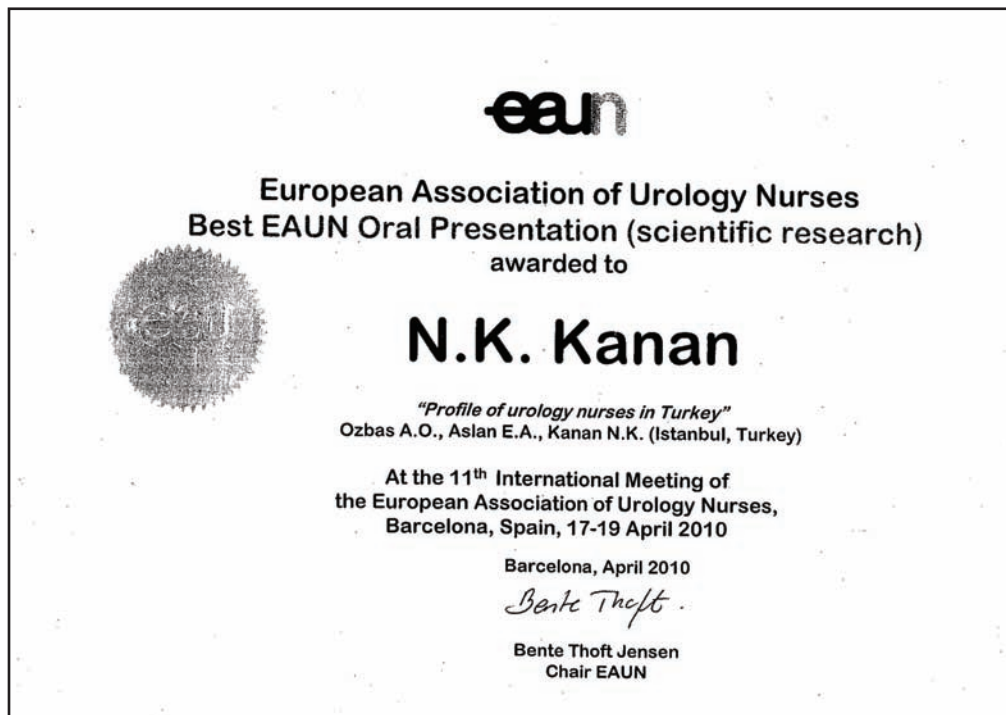 eaun
European Association of Urology Nurses
Best EAUN Oral Presentation (scientific research)
awarded to
eaun
N.K. Kanan
"Profile of urology nurses in Turkey"
Ozbas A.O., Aslan E.A., Kanan N.K. (Istanbul, Turkey)
At the 11th International Meeting of
the European Association of Urology Nurses,
Barcelona, Spain, 17-19 April 2010
Barcelona, April 2010
Bente Thoft.
Bente Thoft Jensen
Chair EAUN